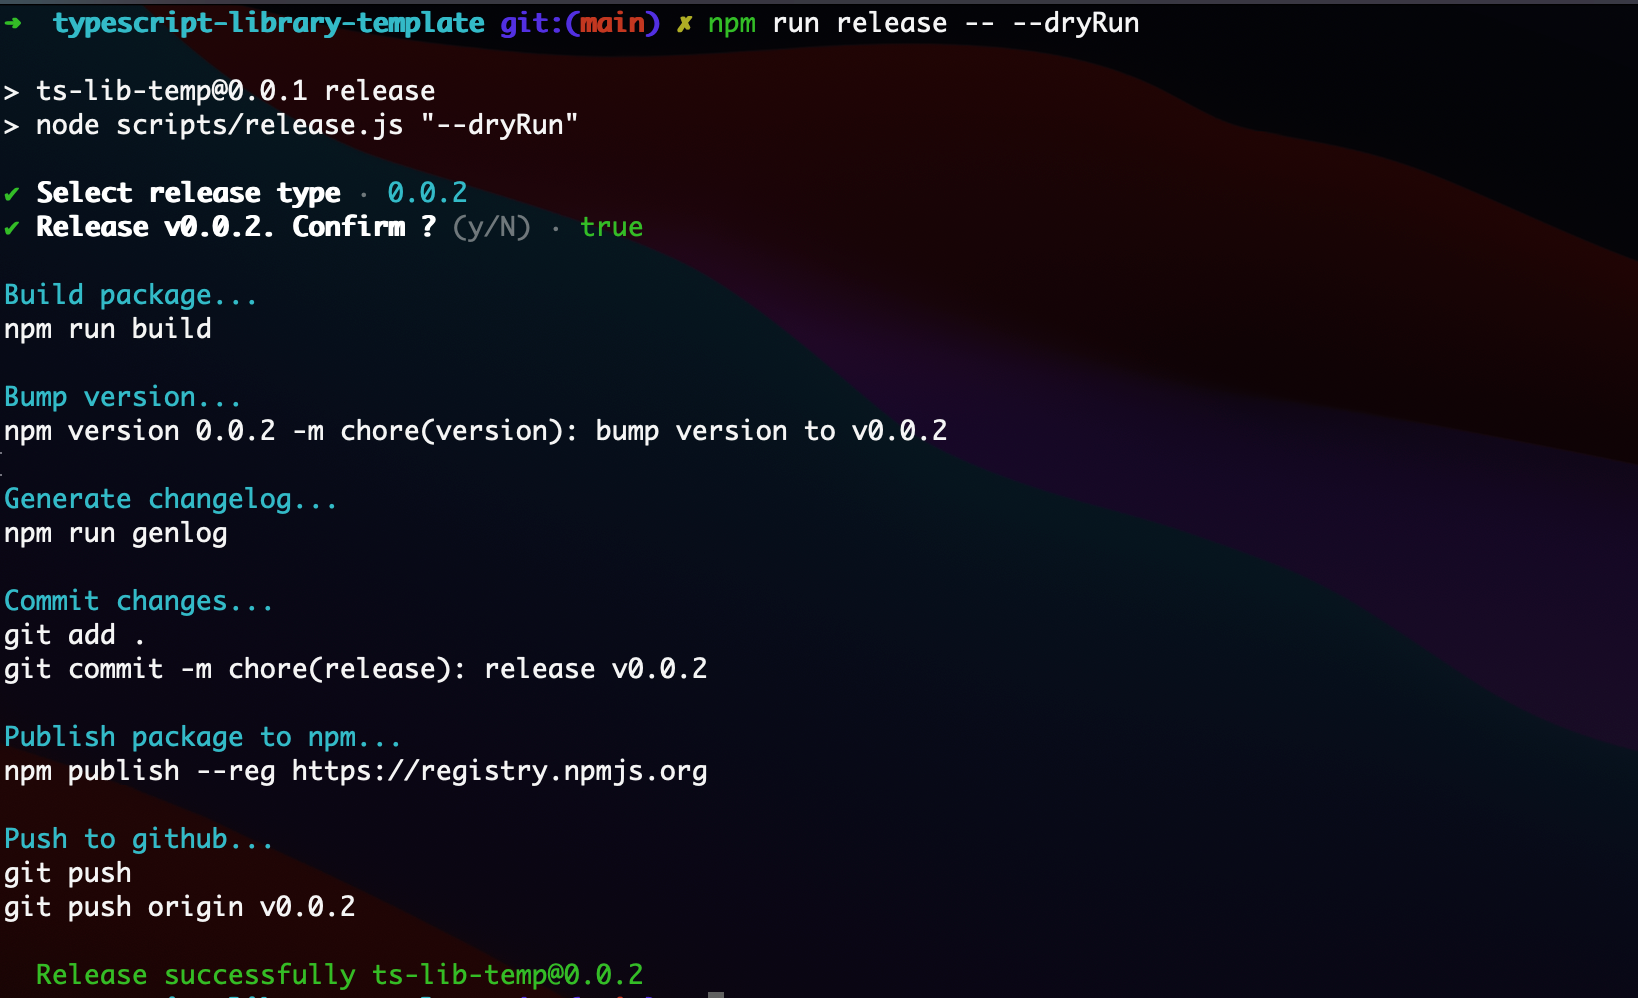 ➜ typescript-library-template git:(main) ✗ npm run release -- --dryRun
> ts-lib-temp@0.0.1 release
> node scripts/release.js "--dryRun"
✔ Select release type · 0.0.2
✔ Release v0.0.2. Confirm ? (y/N) · true
Build package...
npm run build
Bump version...
npm version 0.0.2 -m chore(version): bump version to v0.0.2
Generate changelog...
npm run genlog
Commit changes...
git add .
git commit -m chore(release): release v0.0.2
Publish package to npm...
npm publish --reg https://registry.npmjs.org
Push to github...
git push
git push origin v0.0.2
Release successfully ts-lib-temp@0.0.2